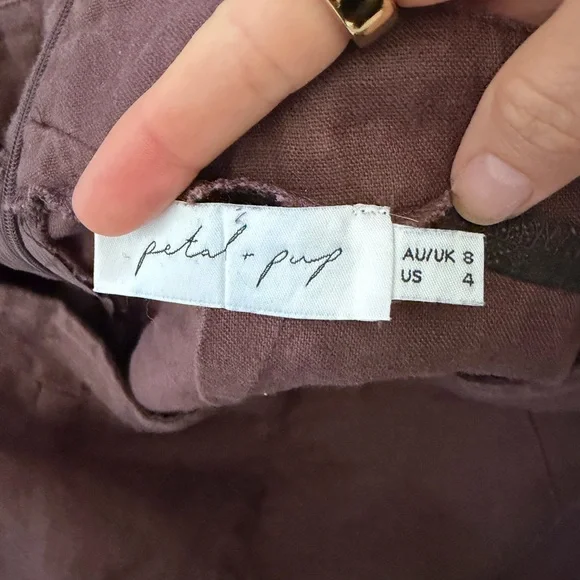 petal + pup
AU/UK 8
US 4